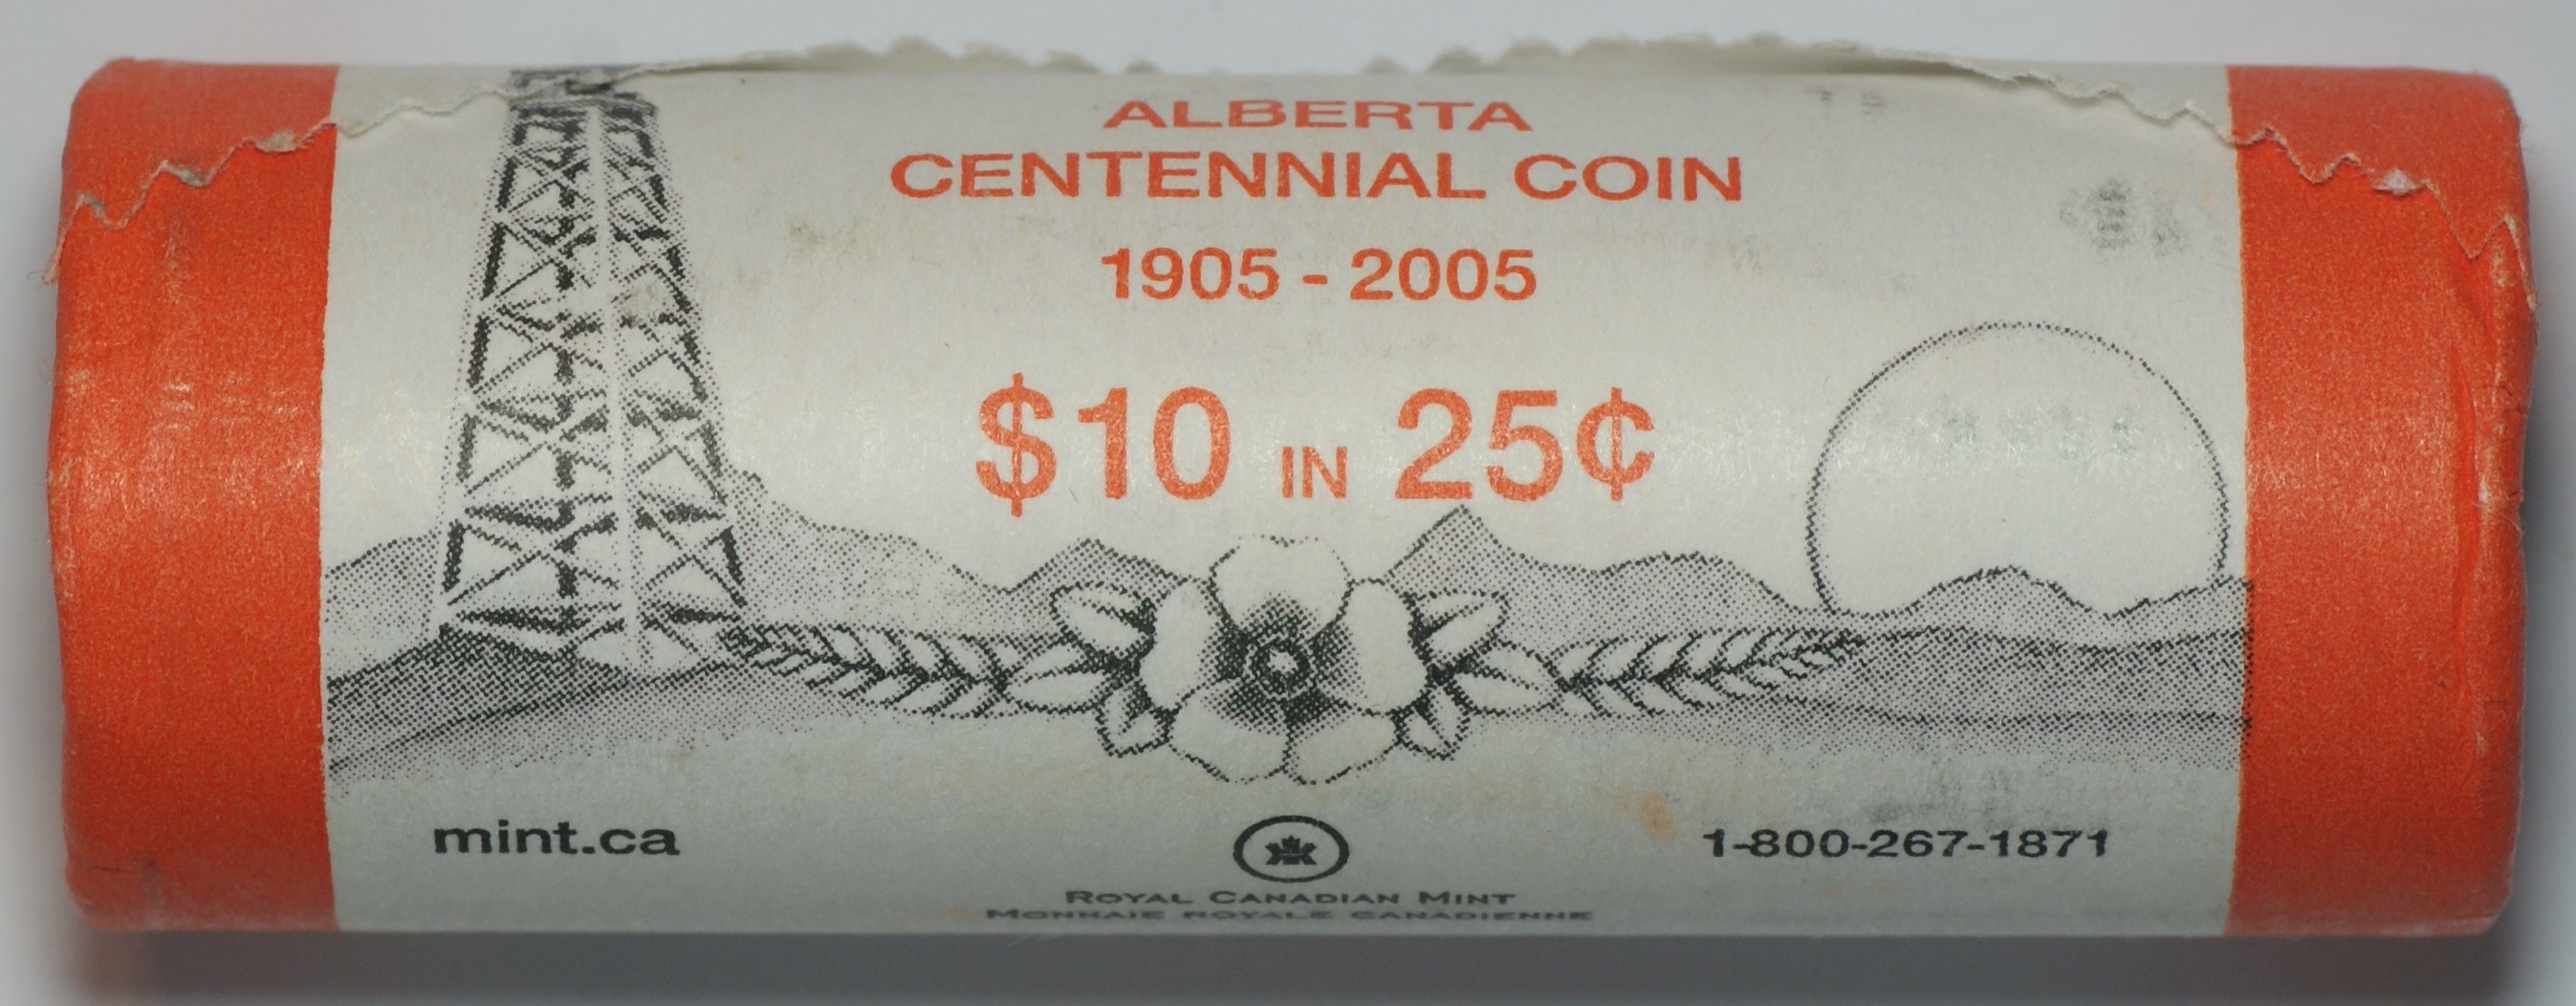 ALBERTA
CENTENNIAL COIN
1905 - 2005
$10 IN 25¢
mint.ca
1-800-267-1871
ROYAL CANADIAN MINT
MONNAIE ROYALE CANADIENNE